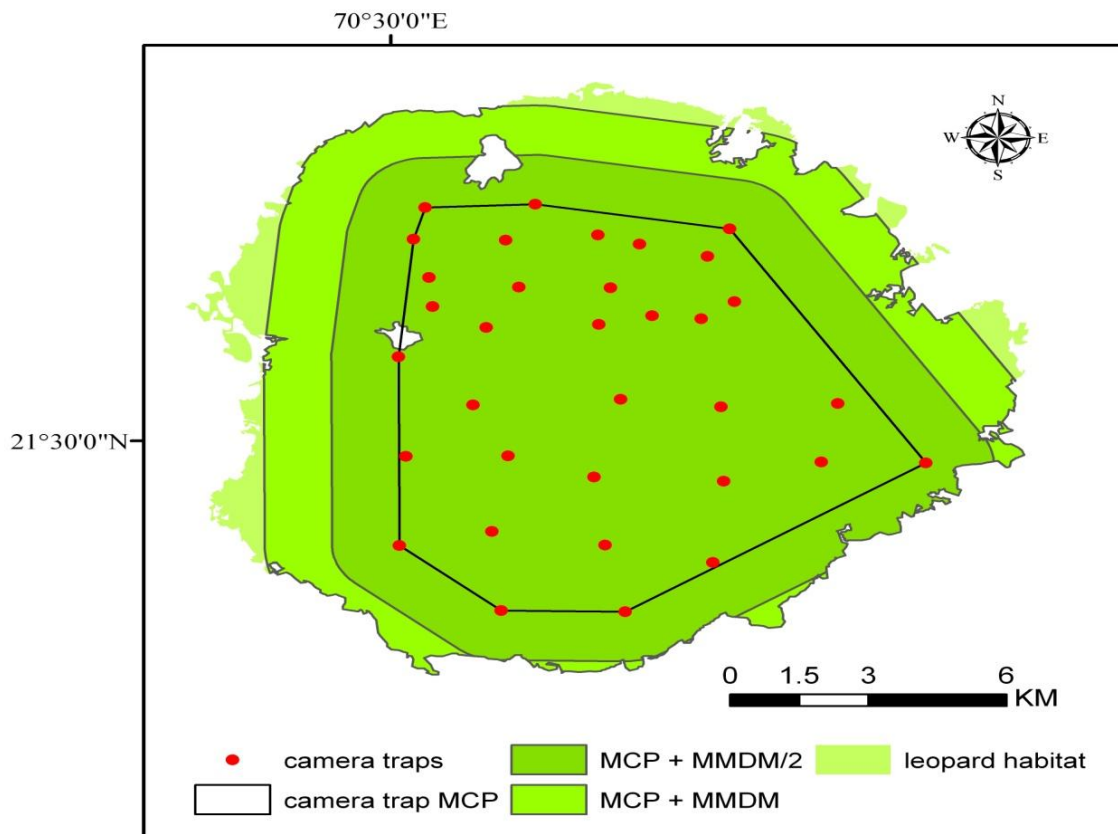 70°30'0"E
N
W E
S
21°30'0"N
0 1.5 3 6
KM
camera traps MCP + MMDM/2 leopard habitat
camera trap MCP MCP + MMDM